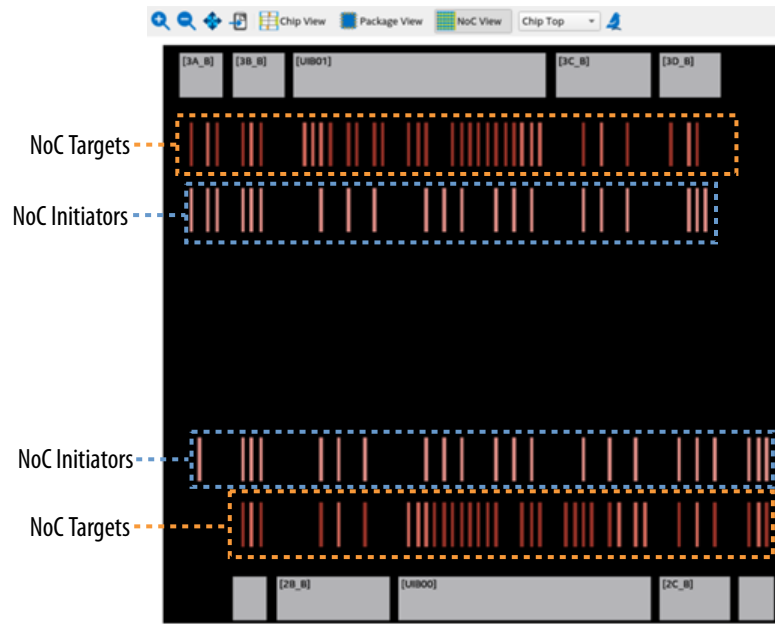 Chip View Package View NoC View Chip Top
[3A_B] [3B_B] [UIB01] [3C_B] [3D_B]
NoC Targets
NoC Initiators
NoC Initiators
NoC Targets
[2B_B] [UIB00] [2C_B]